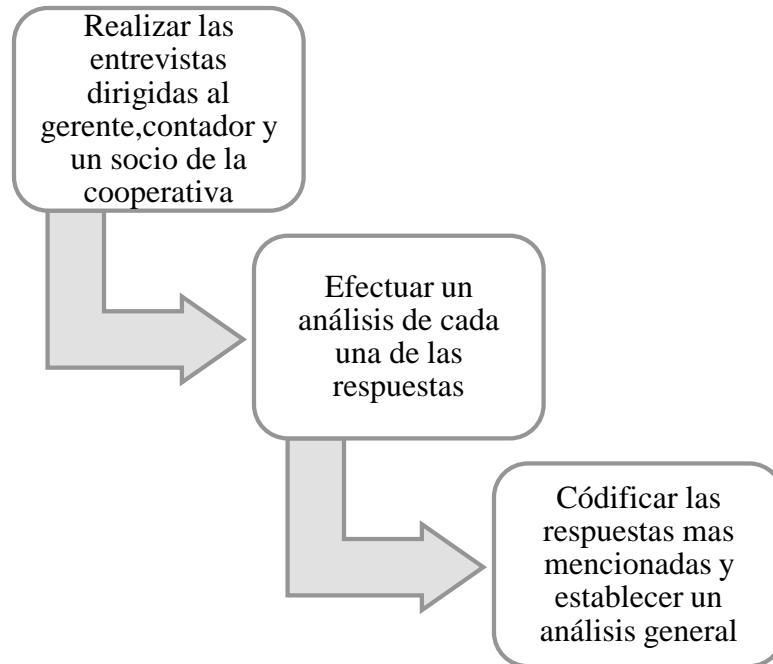 Realizar las
entrevistas
dirigidas al
gerente,contador y
un socio de la
cooperativa
Efectuar un
análisis de cada
una de las
respuestas
Códificar las
respuestas mas
mencionadas y
establecer un
análisis general